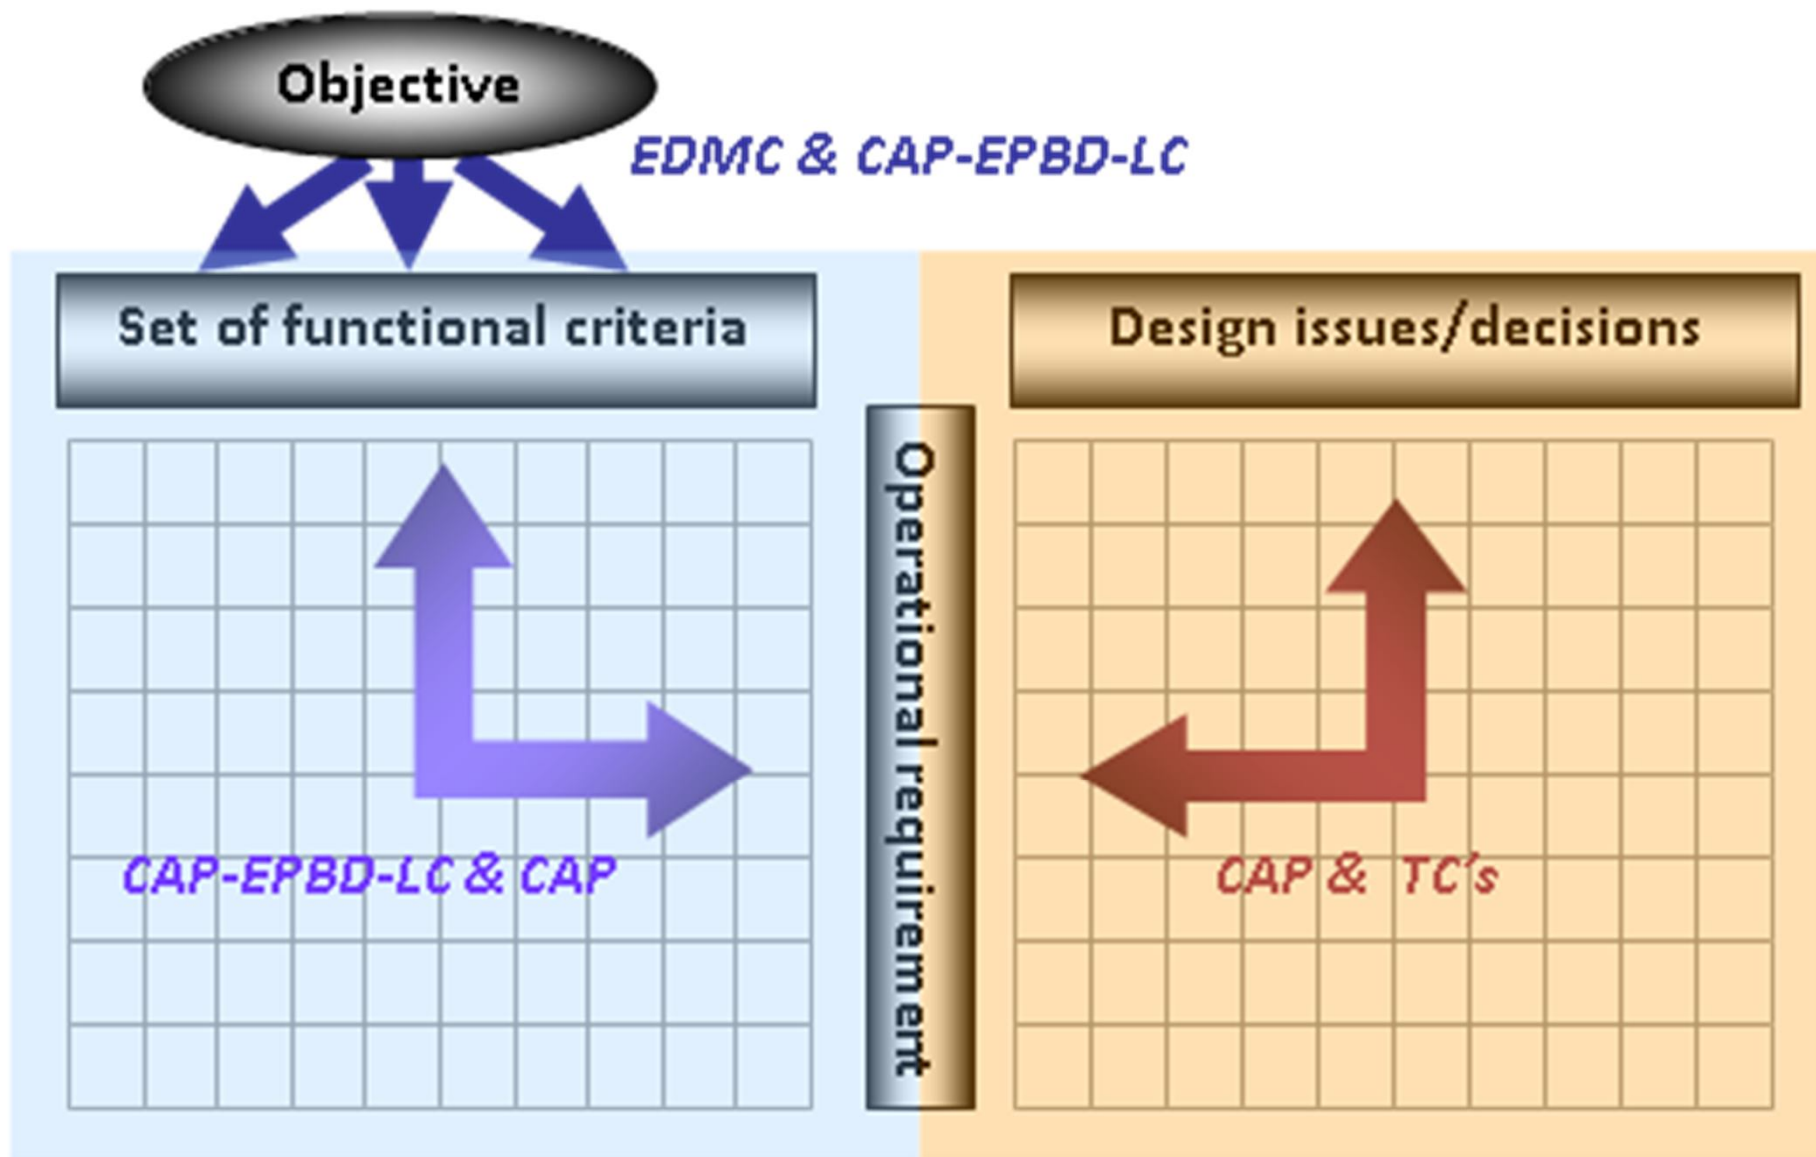 Objective
EDMC & CAP-EPBD-LC
Set of functional criteria
Design issues/decisions
Operational requirement
CAP-EPBD-LC & CAP
CAP & TC's